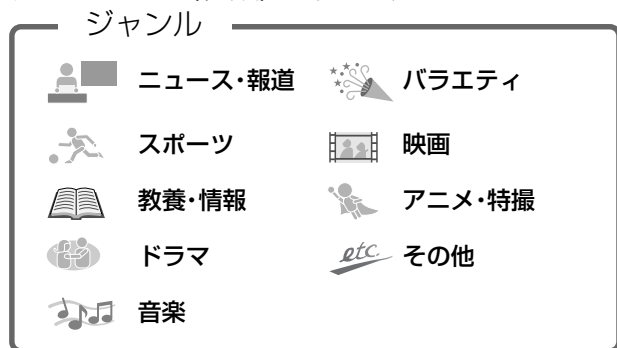 ジャンル
ニュース・報道
スポーツ
教養・情報
ドラマ
音楽
バラエティ
映画
アニメ・特撮
etc.
その他